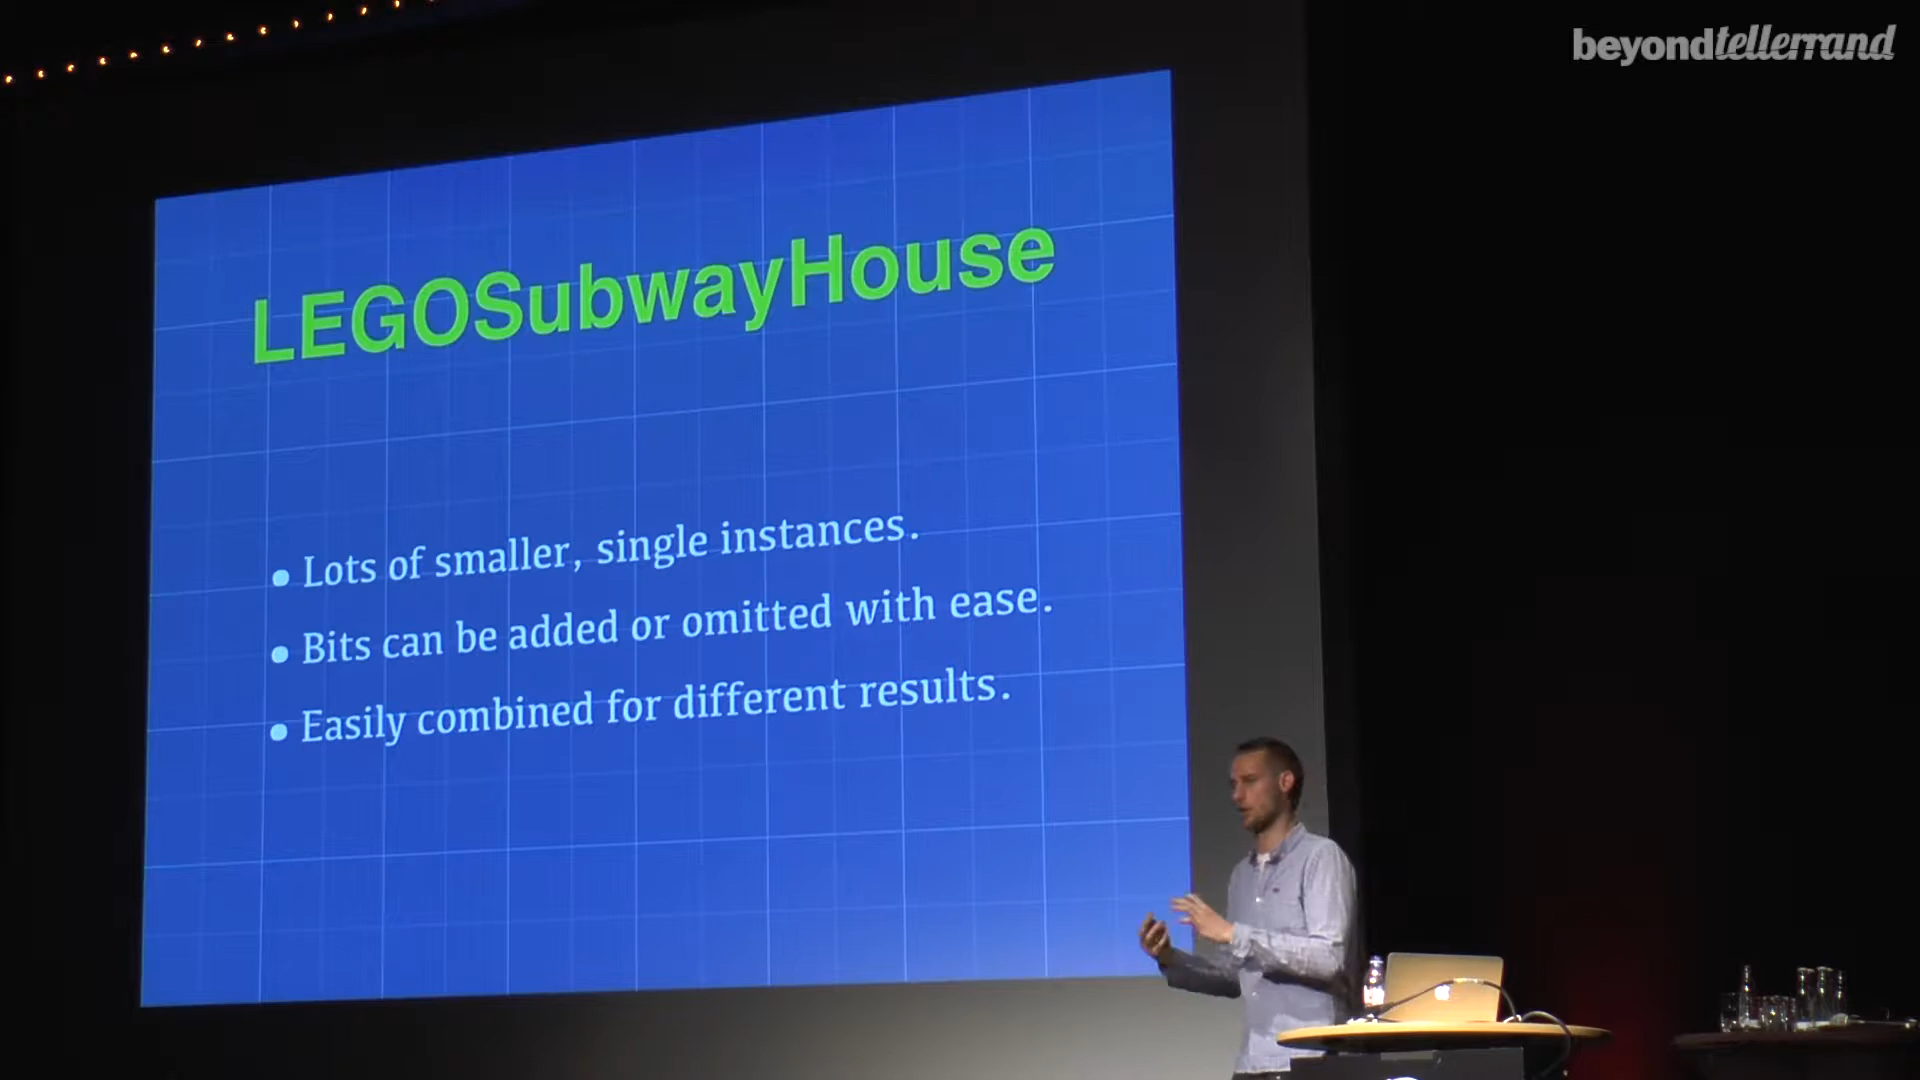 beyondtellerrand
LEGOSubwayHouse
• Lots of smaller, single instances.
• Bits can be added or omitted with ease.
• Easily combined for different results.